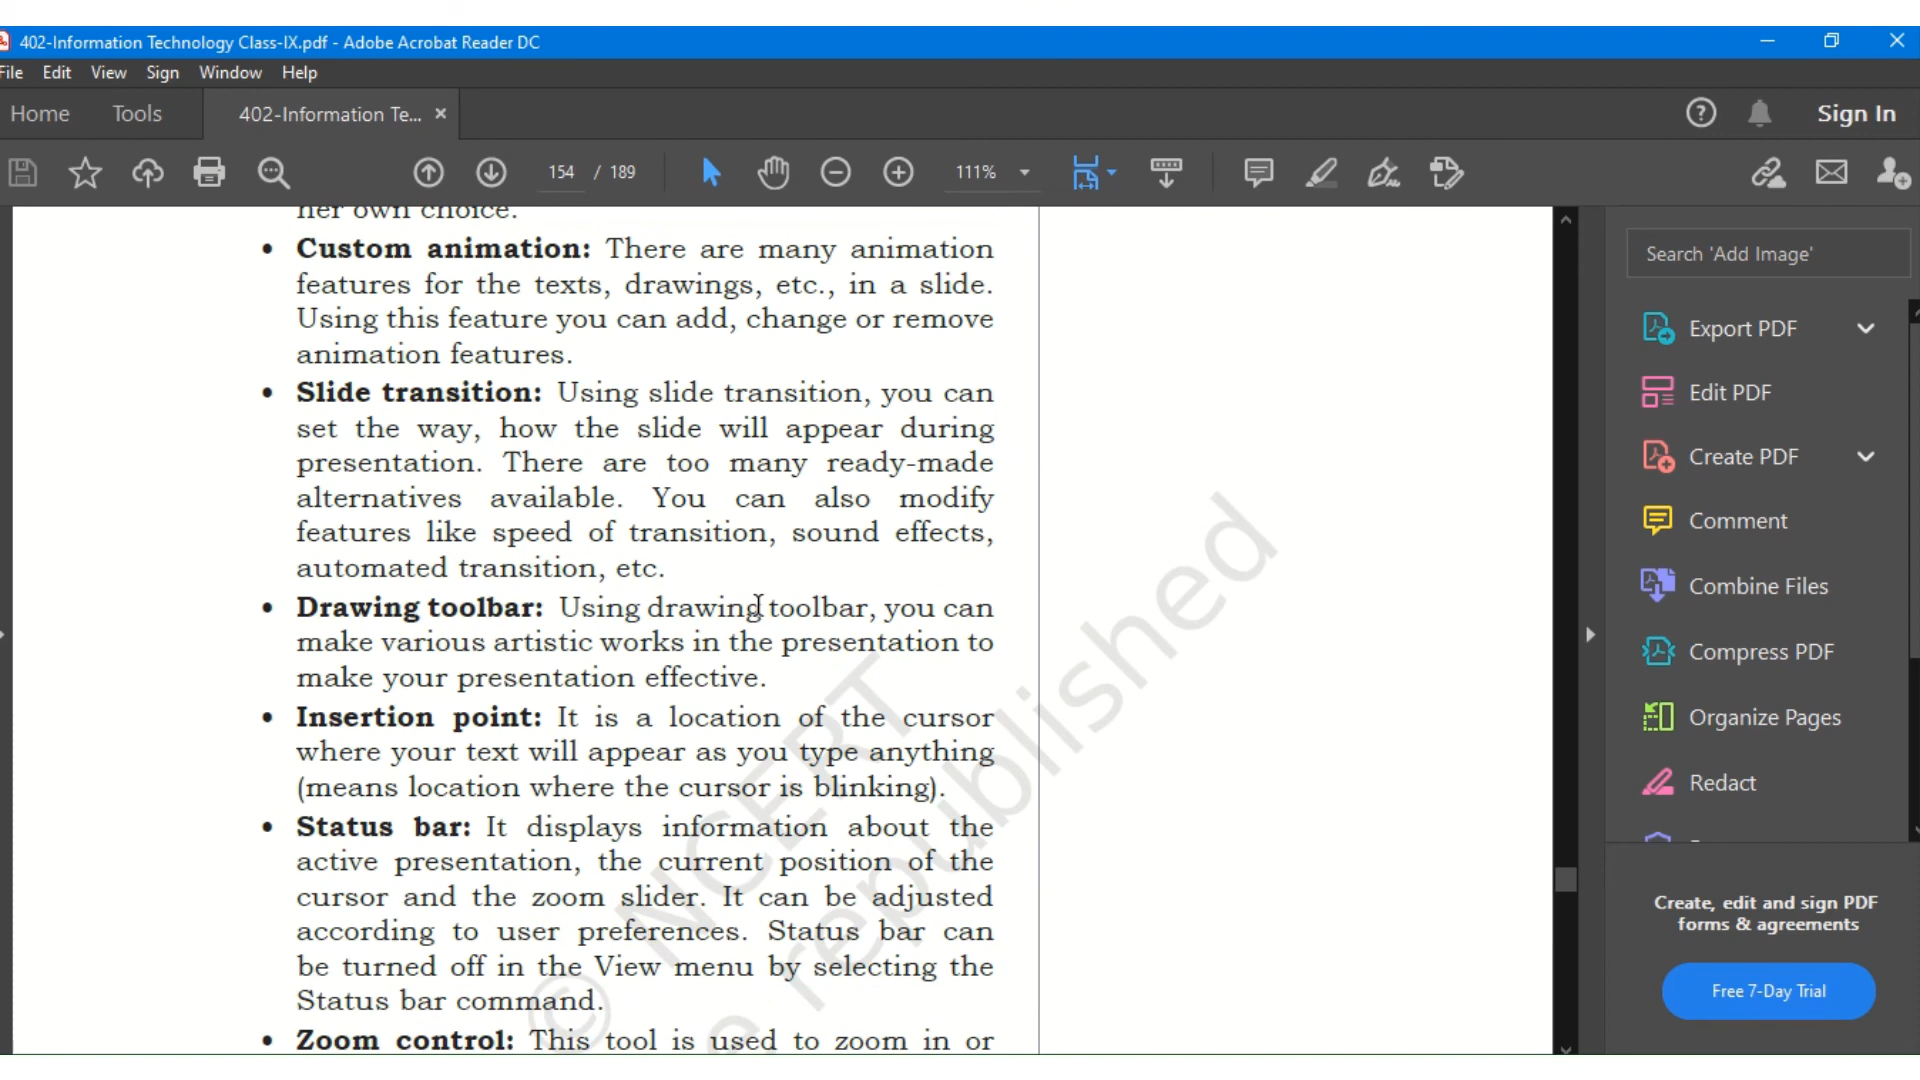 402-Information Technology Class-IX.pdf - Adobe Acrobat Reader DC
File Edit View Sign Window Help
Home Tools 402-Information Te... × Sign In
154 / 189 111%
her own choice.
• Custom animation: There are many animation
features for the texts, drawings, etc., in a slide.
Using this feature you can add, change or remove
animation features.
• Slide transition: Using slide transition, you can
set the way, how the slide will appear during
presentation. There are too many ready-made
alternatives available. You can also modify
features like speed of transition, sound effects,
automated transition, etc.
• Drawing toolbar: Using drawing toolbar, you can
make various artistic works in the presentation to
make your presentation effective.
• Insertion point: It is a location of the cursor
where your text will appear as you type anything
(means location where the cursor is blinking).
• Status bar: It displays information about the
active presentation, the current position of the
cursor and the zoom slider. It can be adjusted
according to user preferences. Status bar can
be turned off in the View menu by selecting the
Status bar command.
• Zoom control: This tool is used to zoom in or
© NCERT
republished
Search 'Add Image'
Export PDF
Edit PDF
Create PDF
Comment
Combine Files
Compress PDF
Organize Pages
Redact
Create, edit and sign PDF
forms & agreements
Free 7-Day Trial